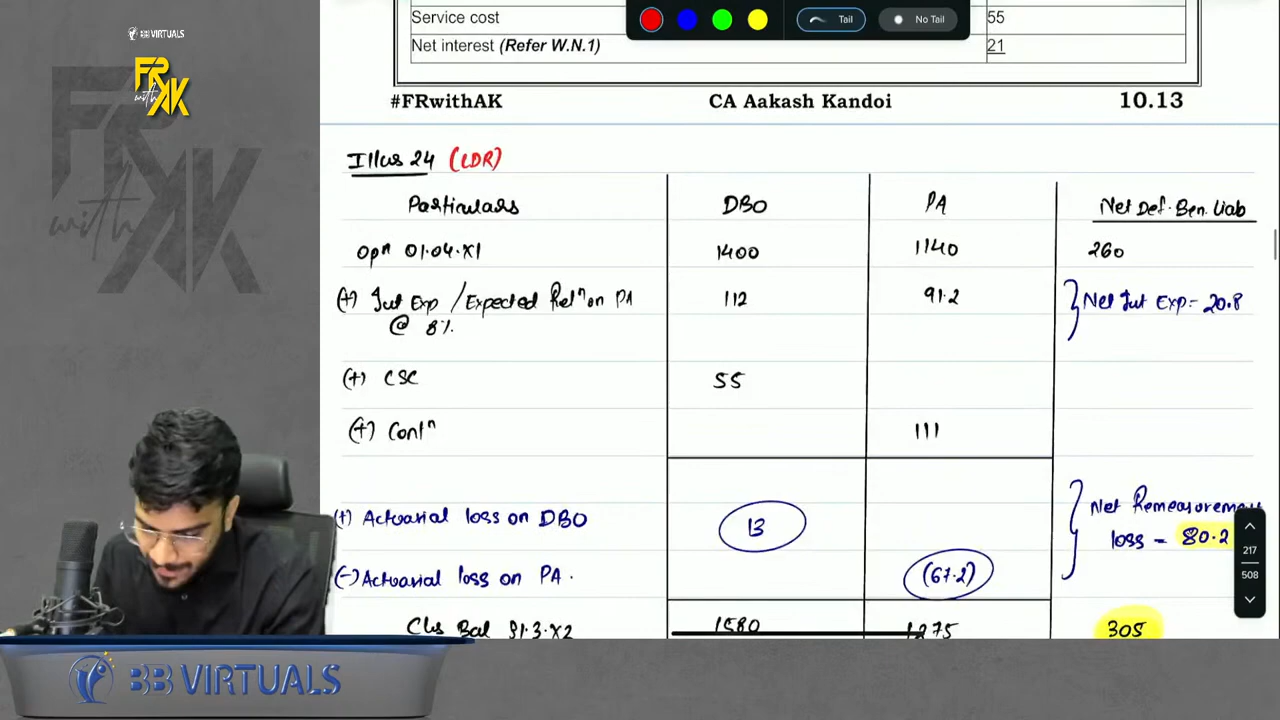 BB VIRTUALS
FR
with
AK
Service cost 55
Net interest (Refer W.N.1) 21
Tail
No Tail
#FRwithAK CA Aakash Kandoi 10.13
Illus 24 (LDR)
Particulars DBO PA Net Def. Ben. Liab
Opn 01.04.X1 1400 1140 260
(+) Int Exp / Expected Retn on PA 112 91.2 Net Int Exp = 20.8
@ 8%
(+) CSC 55
(+) Contn 111
Net Remeasurement
(+) Actuarial loss on DBO 13 loss = 80.2
(-) Actuarial loss on PA. (67.2)
Cls Bal 31.3.X2 1580 1275 305
217
508
BB VIRTUALS